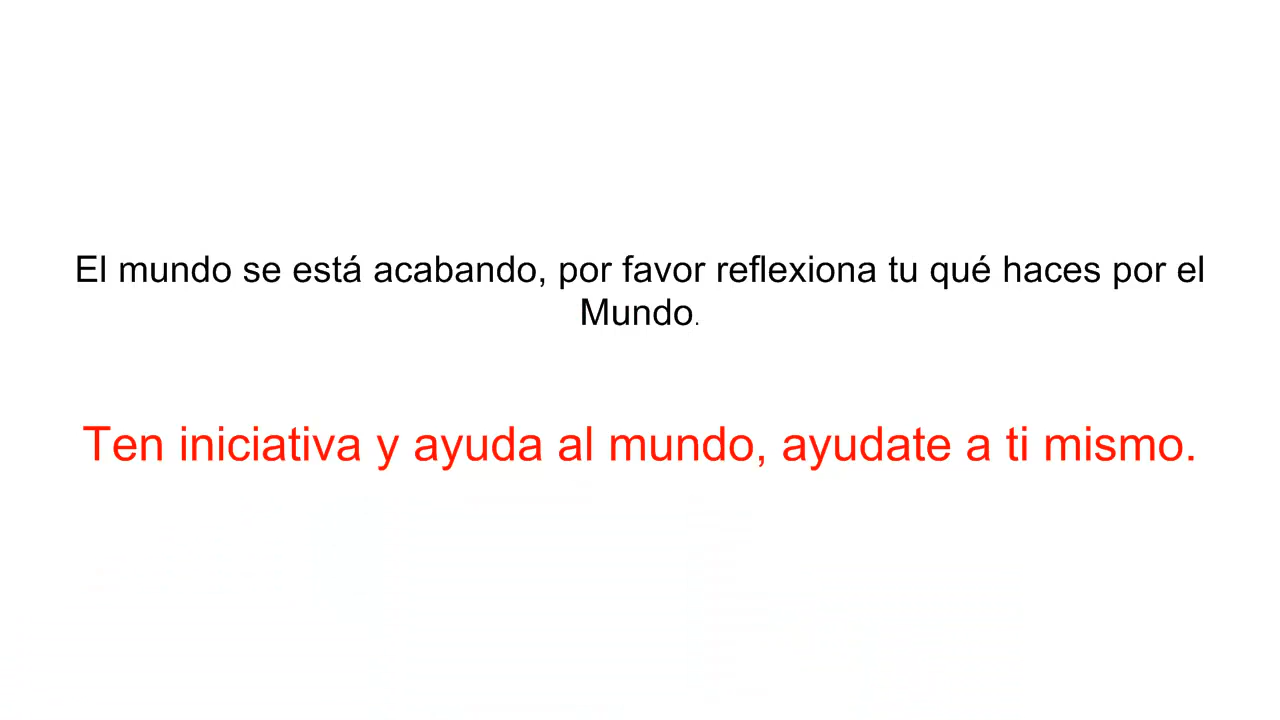 El mundo se está acabando, por favor reflexiona tu qué haces por el
Mundo.
Ten iniciativa y ayuda al mundo, ayudate a ti mismo.